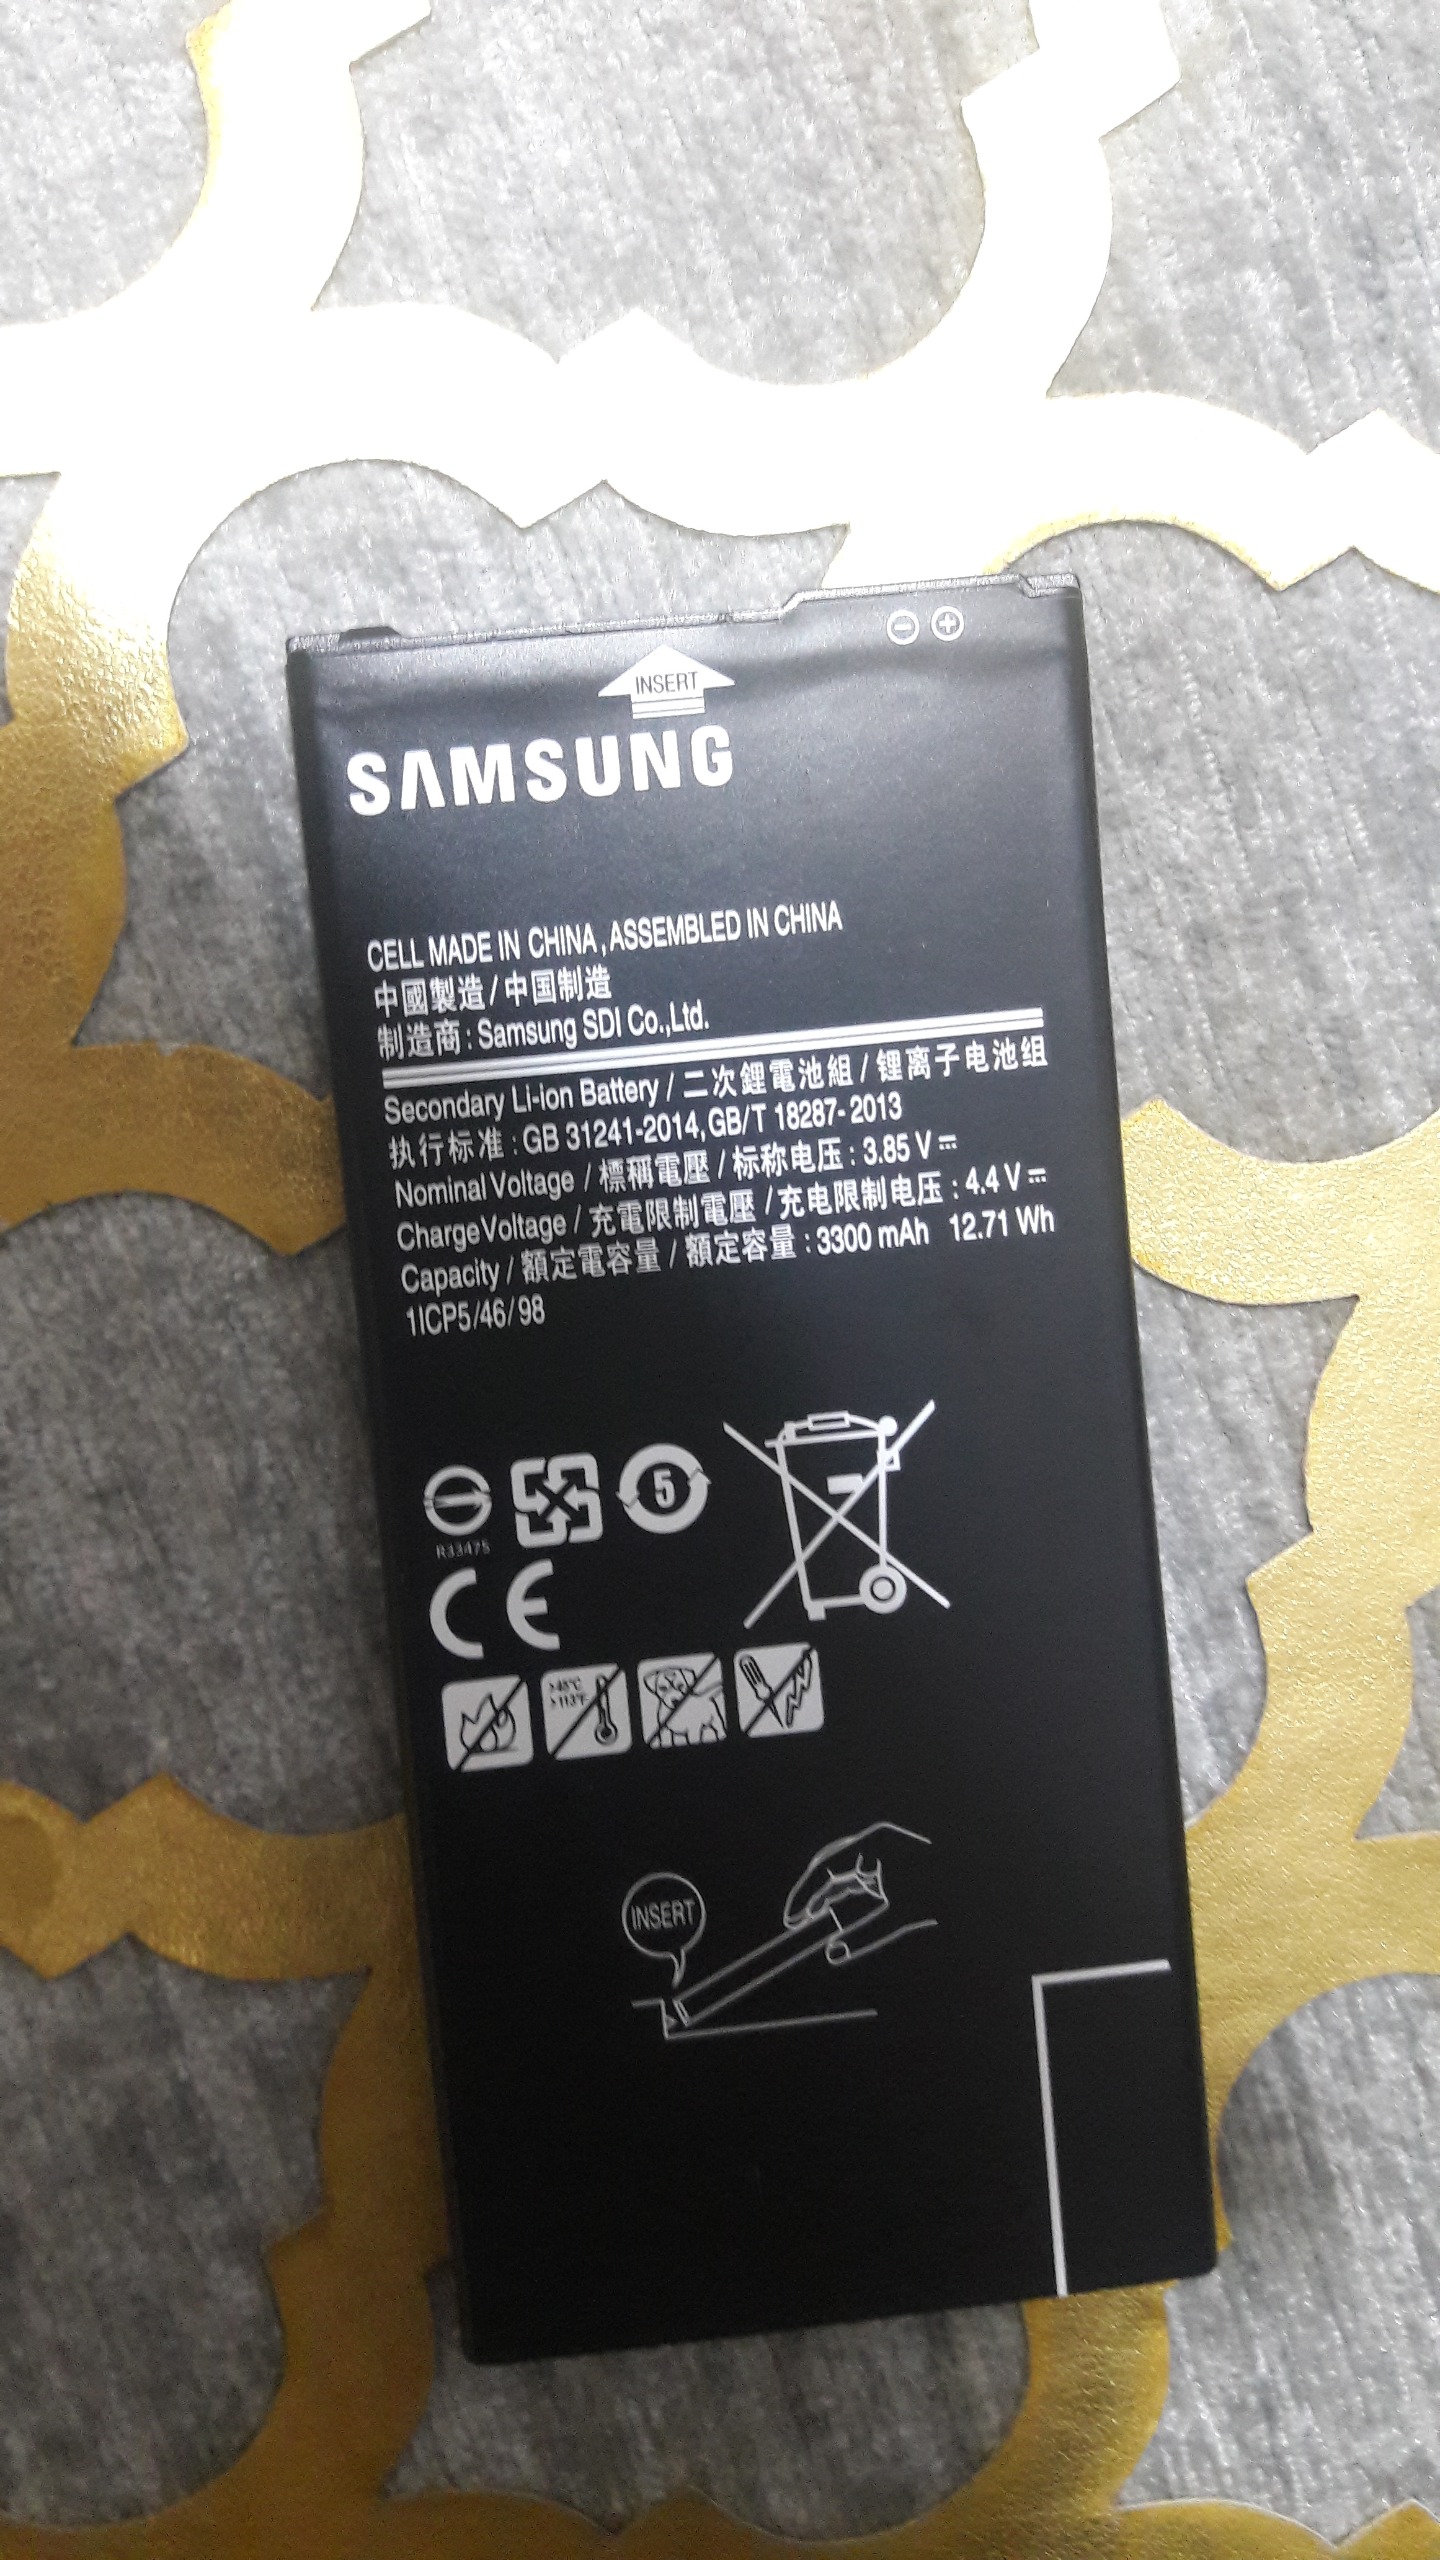 INSERT
SAMSUNG
CELL MADE IN CHINA, ASSEMBLED IN CHINA
中國製造/中国制造
制造商: Samsung SDI Co.,Ltd.
Secondary Li-ion Battery / 二次鋰電池組 / 锂离子电池组
执行标准: GB 31241-2014, GB/T 18287-2013
Nominal Voltage / 標稱電壓 / 标称电压: 3.85 V ⎓
Charge Voltage / 充電限制電壓 / 充电限制电压: 4.4 V ⎓
Capacity / 額定電容量 / 額定容量: 3300 mAh 12.71 Wh
1ICP5/46/98
5
R33475
CE
>45°C
>113°F
INSERT